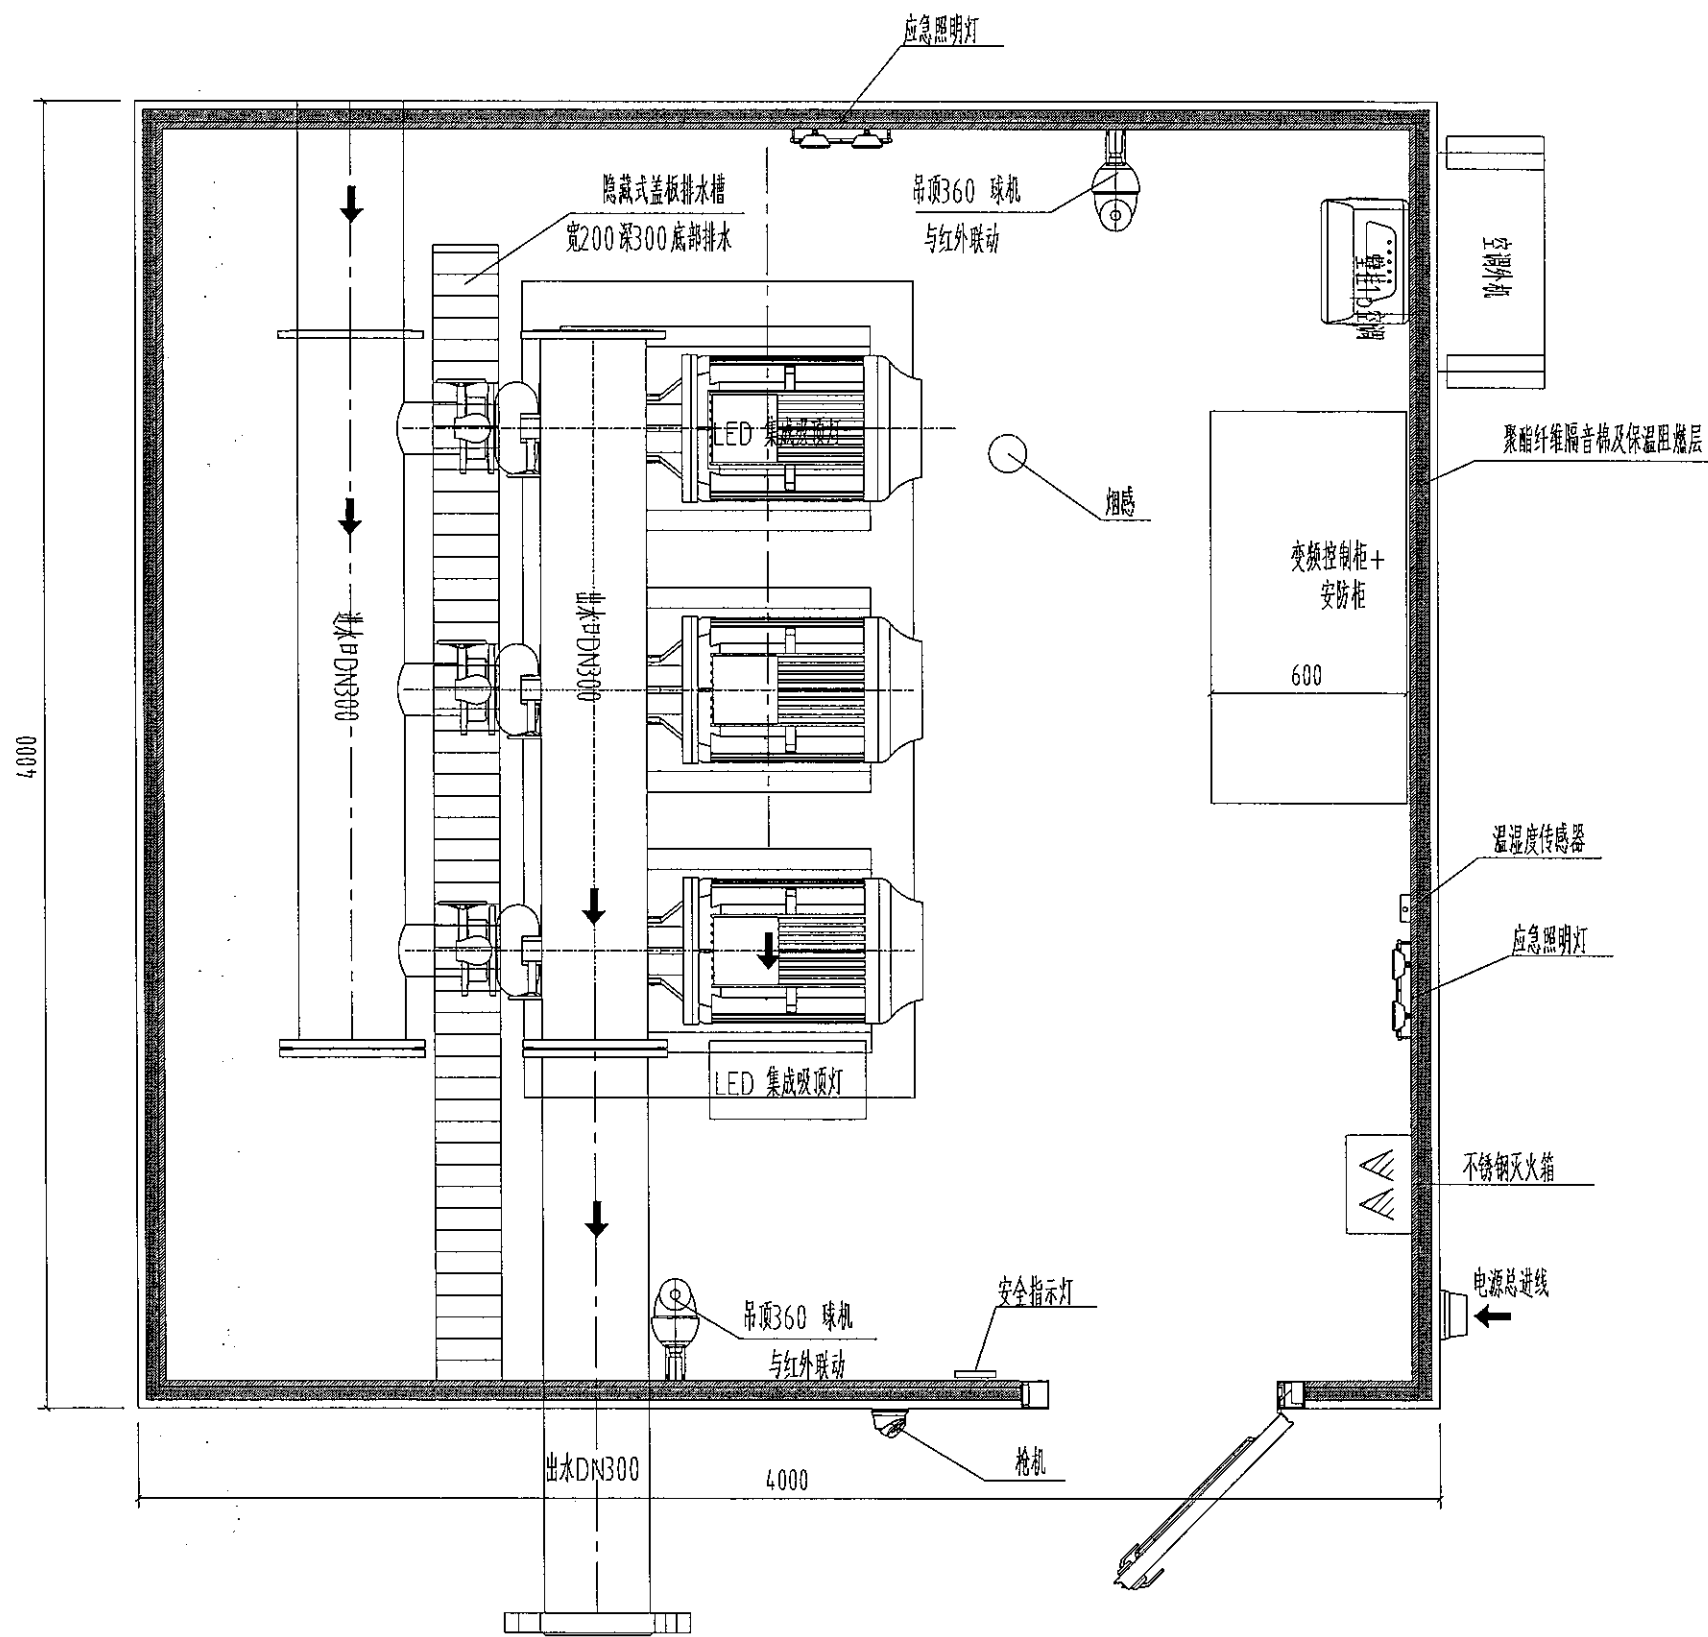 应急照明灯
隐藏式盖板排水槽
宽200深300底部排水
吊顶360 球机
与红外联动
壁挂1P空调
空调外机
LED 集成吸顶灯
聚酯纤维隔音棉及保温阻燃层
烟感
变频控制柜+
安防柜
600
进水口DN300
出水口DN300
4000
温湿度传感器
应急照明灯
LED 集成吸顶灯
不锈钢灭火箱
电源总进线
安全指示灯
吊顶360 球机
与红外联动
枪机
出水DN300
4000